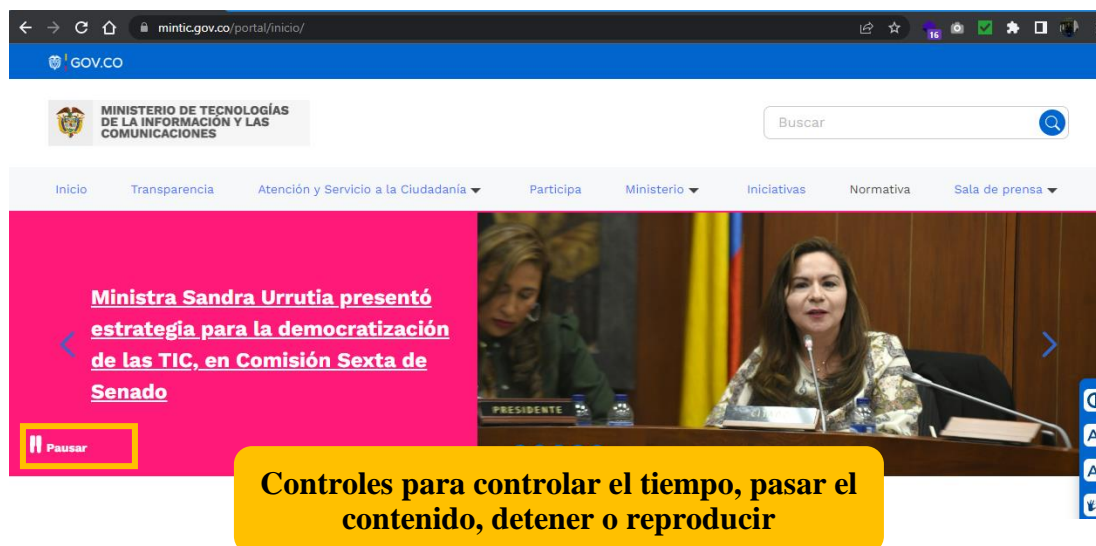 mintic.gov.co/portal/inicio/
16
GOV.CO
MINISTERIO DE TECNOLOGÍAS
DE LA INFORMACIÓN Y LAS
COMUNICACIONES
Buscar
Inicio Transparencia Atención y Servicio a la Ciudadanía Participa Ministerio Iniciativas Normativa Sala de prensa
Ministra Sandra Urrutia presentó
estrategia para la democratización
de las TIC, en Comisión Sexta de
Senado
PRESIDENTE
Pausar
A
A
Controles para controlar el tiempo, pasar el
contenido, detener o reproducir